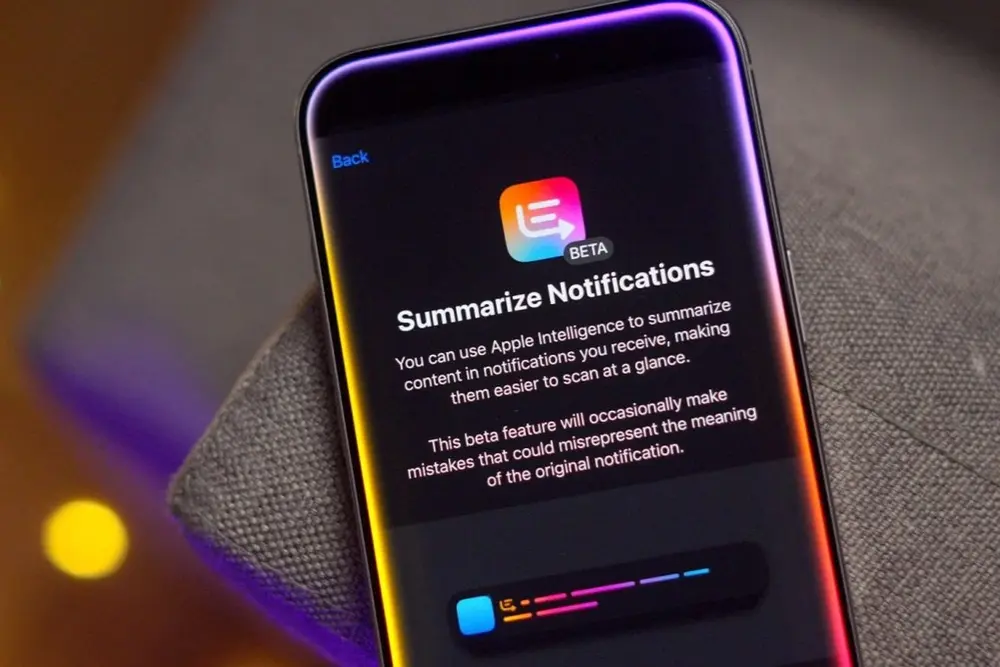 Back
BETA
Summarize Notifications
You can use Apple Intelligence to summarize
content in notifications you receive, making
them easier to scan at a glance.
This beta feature will occasionally make
mistakes that could misrepresent the meaning
of the original notification.